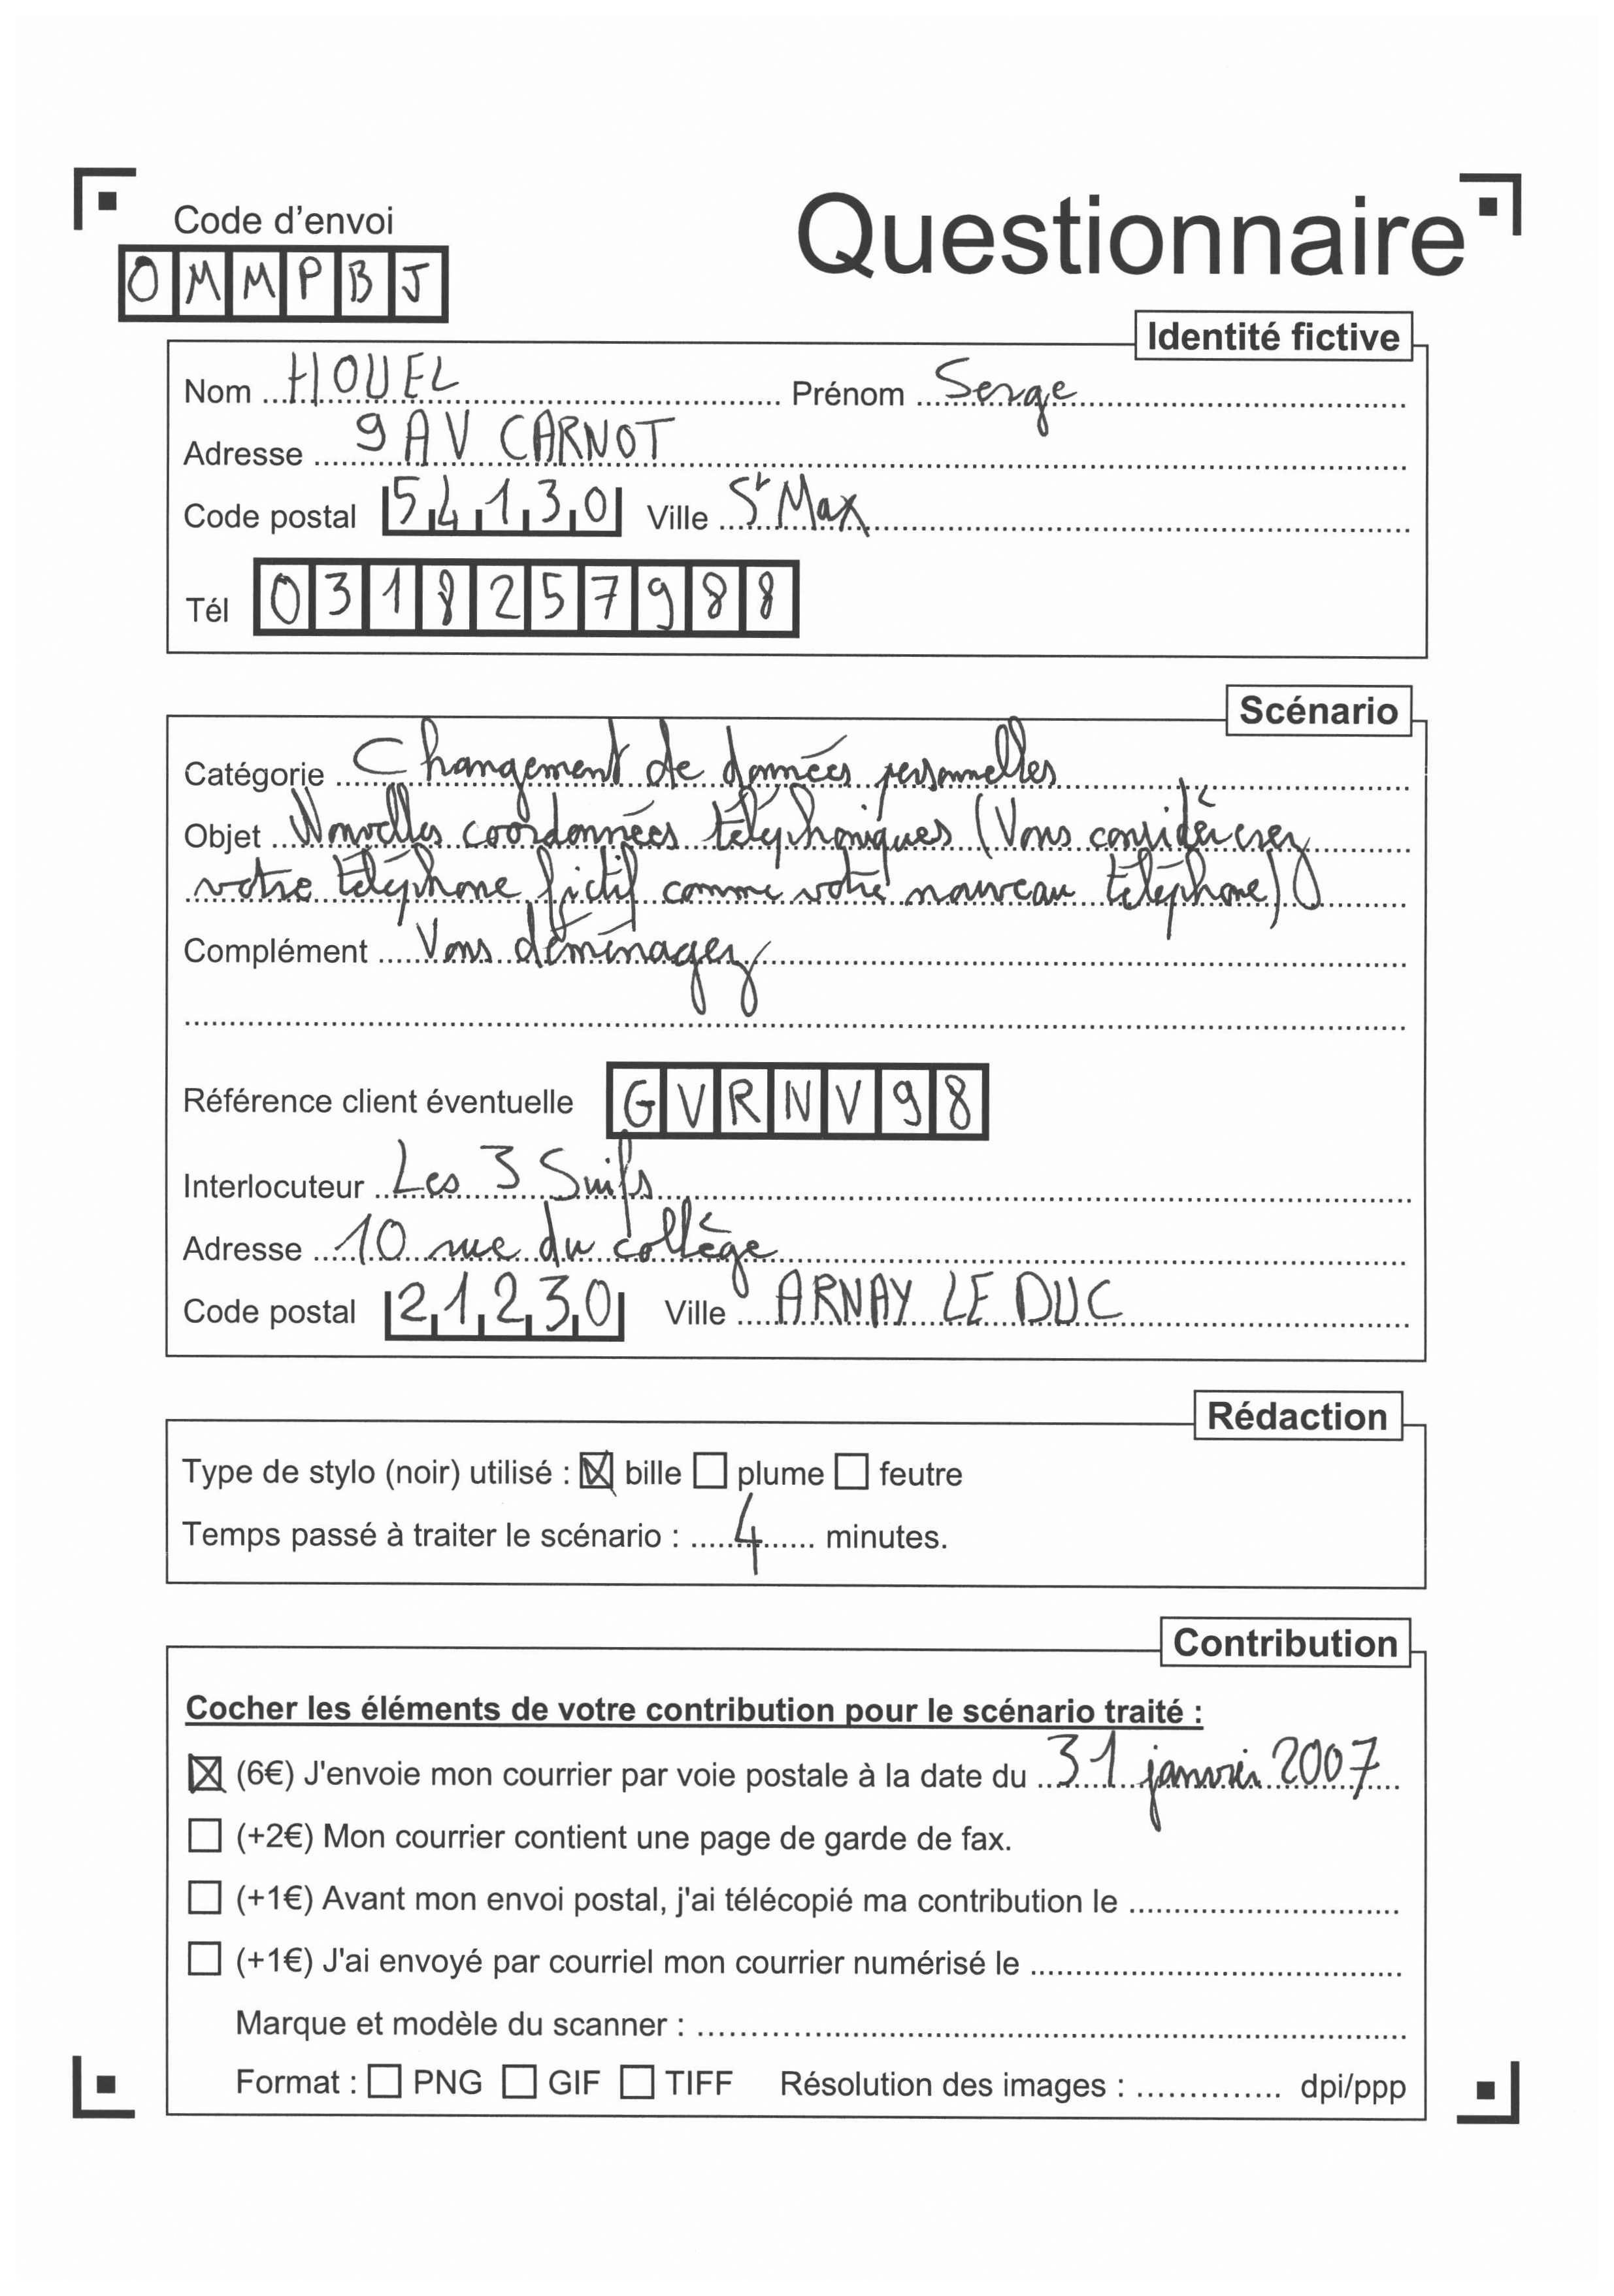 Code d'envoi
Questionnaire
OMMPBJ
Identité fictive
Nom HOUEL Prénom Serge
Adresse 9 AV CARNOT
Code postal 54130 Ville St Max
Tél 0318257988
Scénario
Catégorie Changement de données personnelles
Objet Nouvelles coordonnées téléphoniques (Vous considèrerez
votre téléphone fictif comme votre nouveau téléphone)
Complément Vous déménagez
Référence client éventuelle GVRNV98
Interlocuteur Les 3 Suifs
Adresse 10 rue du collège
Code postal 21230 Ville ARNAY LE DUC
Rédaction
Type de stylo (noir) utilisé : ☒ bille ☐ plume ☐ feutre
Temps passé à traiter le scénario : 4 minutes.
Contribution
Cocher les éléments de votre contribution pour le scénario traité :
☒ (6€) J'envoie mon courrier par voie postale à la date du 31 janvier 2007
☐ (+2€) Mon courrier contient une page de garde de fax.
☐ (+1€) Avant mon envoi postal, j'ai télécopié ma contribution le
☐ (+1€) J'ai envoyé par courriel mon courrier numérisé le
Marque et modèle du scanner :
Format : ☐ PNG ☐ GIF ☐ TIFF Résolution des images : dpi/ppp